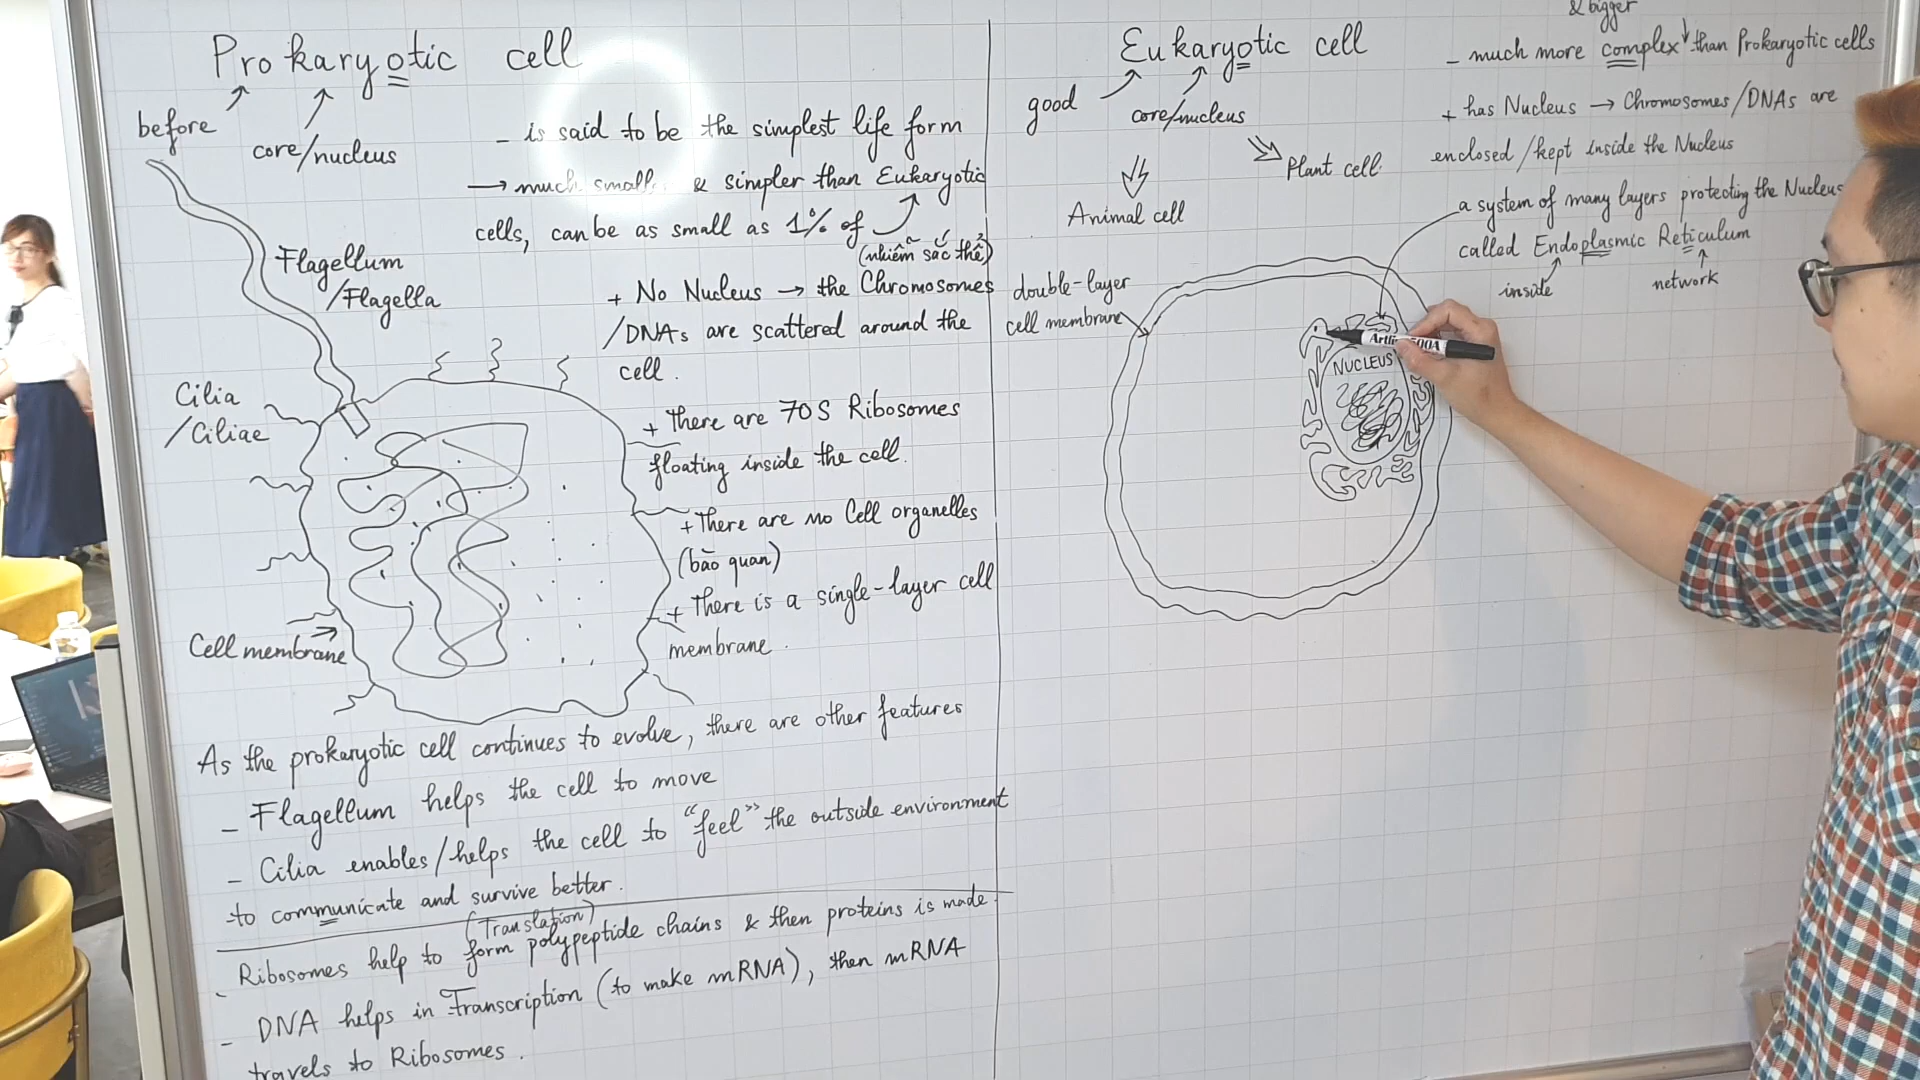 Prokaryotic cell
before
core/nucleus
- is said to be the simplest life form
→ much small & simpler than Eukaryotic
cells, can be as small as 1% of
(nhiễm sắc thể)
Flagellum
/Flagella
+ No Nucleus → the Chromosomes
/DNAs are scattered around the
cell.
Cilia
/Ciliae
+ There are 70S Ribosomes
floating inside the cell.
+ There are no Cell organelles
(bào quan)
+ There is a single-layer cell
membrane.
Cell membrane
As the prokaryotic cell continues to evolve, there are other features
- Flagellum helps the cell to move
- Cilia enables/helps the cell to "feel" the outside environment
to communicate and survive better.
(Translation)
- Ribosomes help to form polypeptide chains & then proteins is made.
- DNA helps in Transcription (to make mRNA), then mRNA
travels to Ribosomes.
Eukaryotic cell
good
core/nucleus
Animal cell
Plant cell
& bigger
- much more complex than Prokaryotic cells
+ has Nucleus → Chromosomes/DNAs are
enclosed/kept inside the Nucleus
a system of many layers protecting the Nucleus
called Endoplasmic Reticulum
inside
network
double-layer
cell membrane
NUCLEUS